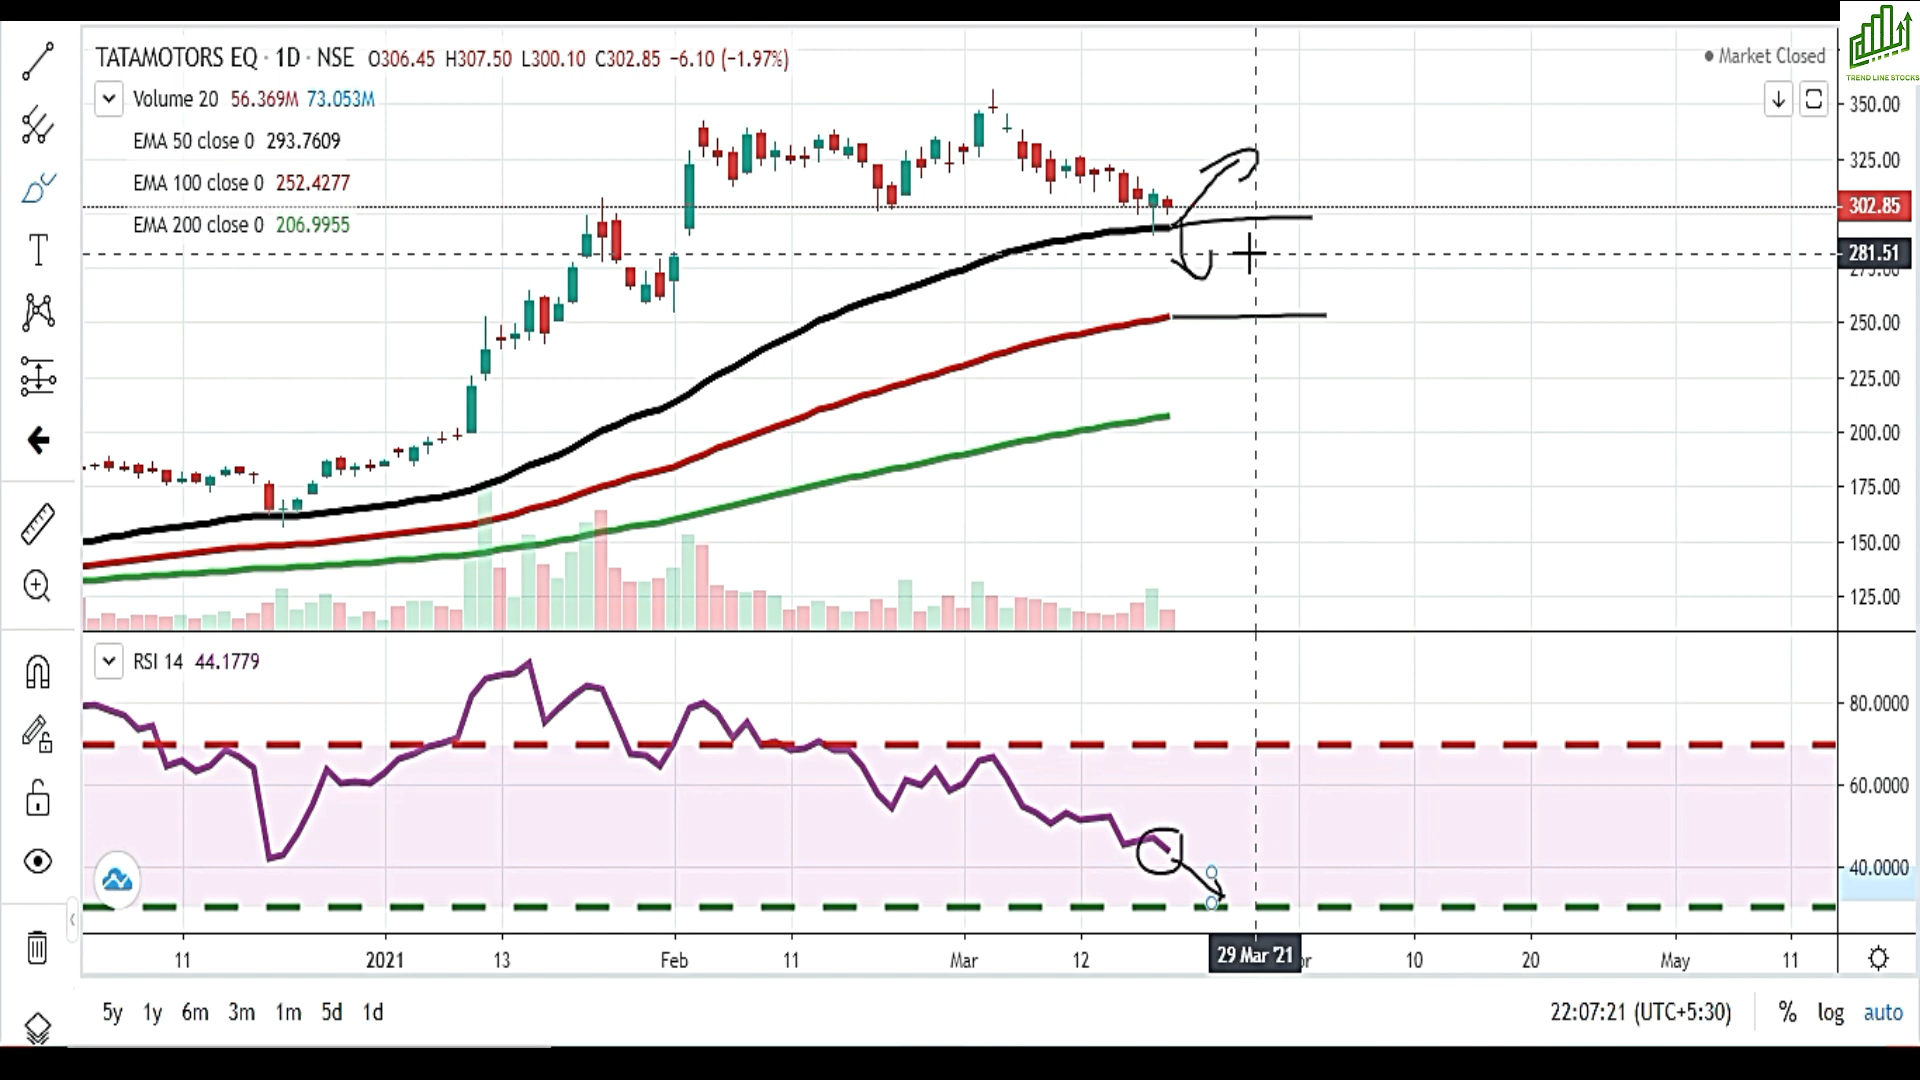 TATAMOTORS EQ · 1D · NSE O306.45 H307.50 L300.10 C302.85 −6.10 (−1.97%)
Market Closed
TREND LINE STOCKS
Volume 20 56.369M 73.053M
EMA 50 close 0 293.7609
EMA 100 close 0 252.4277
EMA 200 close 0 206.9955
350.00
325.00
302.85
281.51
275.00
250.00
225.00
200.00
175.00
150.00
125.00
RSI 14 44.1779
80.0000
60.0000
40.0000
11 2021 13 Feb 11 Mar 12 29 Mar '21 10 20 May 11
5y 1y 6m 3m 1m 5d 1d 22:07:21 (UTC+5:30) % log auto